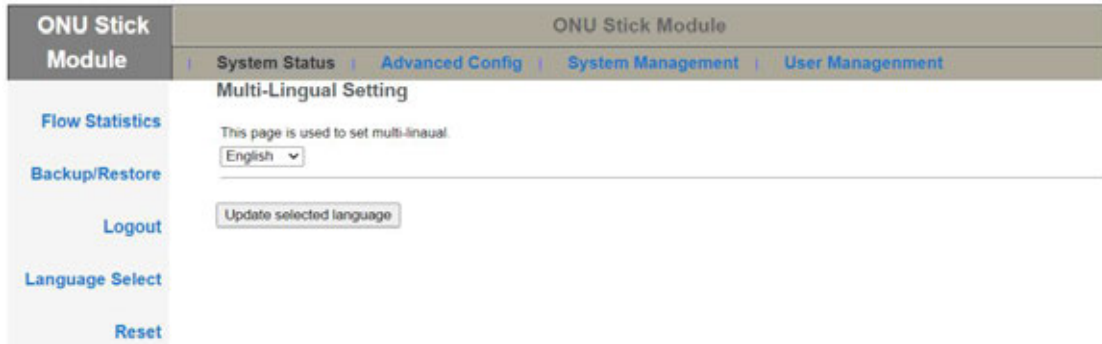 ONU Stick Module
ONU Stick
Module
System Status | Advanced Config | System Management | User Managenment
Multi-Lingual Setting
Flow Statistics
This page is used to set multi-linaual.
English
Backup/Restore
Update selected language
Logout
Language Select
Reset